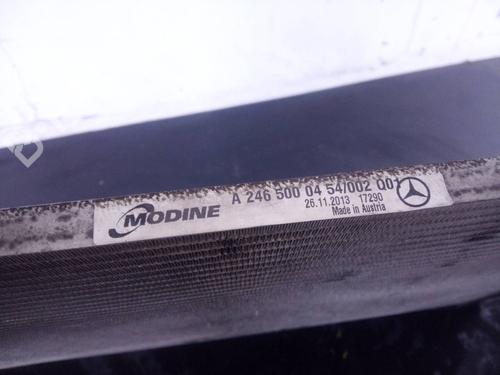 MODINE
A 246 500 04 54/002 001
26.11.2013 17290
Made in Austria